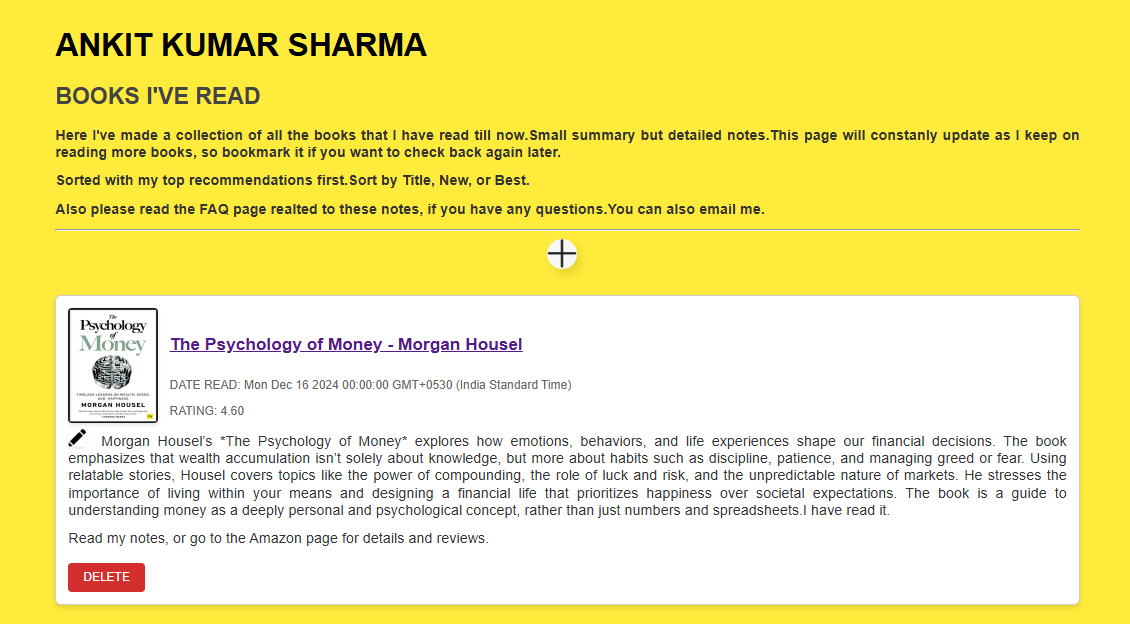 ANKIT KUMAR SHARMA
BOOKS I'VE READ
Here I've made a collection of all the books that I have read till now.Small summary but detailed notes.This page will constanly update as I keep on
reading more books, so bookmark it if you want to check back again later.
Sorted with my top recommendations first.Sort by Title, New, or Best.
Also please read the FAQ page realted to these notes, if you have any questions.You can also email me.
The
Psychology
of
Money
TIMELESS LESSONS ON WEALTH, GREED,
AND HAPPINESS
MORGAN HOUSEL
The Psychology of Money - Morgan Housel
DATE READ: Mon Dec 16 2024 00:00:00 GMT+0530 (India Standard Time)
RATING: 4.60
Morgan Housel’s *The Psychology of Money* explores how emotions, behaviors, and life experiences shape our financial decisions. The book
emphasizes that wealth accumulation isn’t solely about knowledge, but more about habits such as discipline, patience, and managing greed or fear. Using
relatable stories, Housel covers topics like the power of compounding, the role of luck and risk, and the unpredictable nature of markets. He stresses the
importance of living within your means and designing a financial life that prioritizes happiness over societal expectations. The book is a guide to
understanding money as a deeply personal and psychological concept, rather than just numbers and spreadsheets.I have read it.
Read my notes, or go to the Amazon page for details and reviews.
DELETE